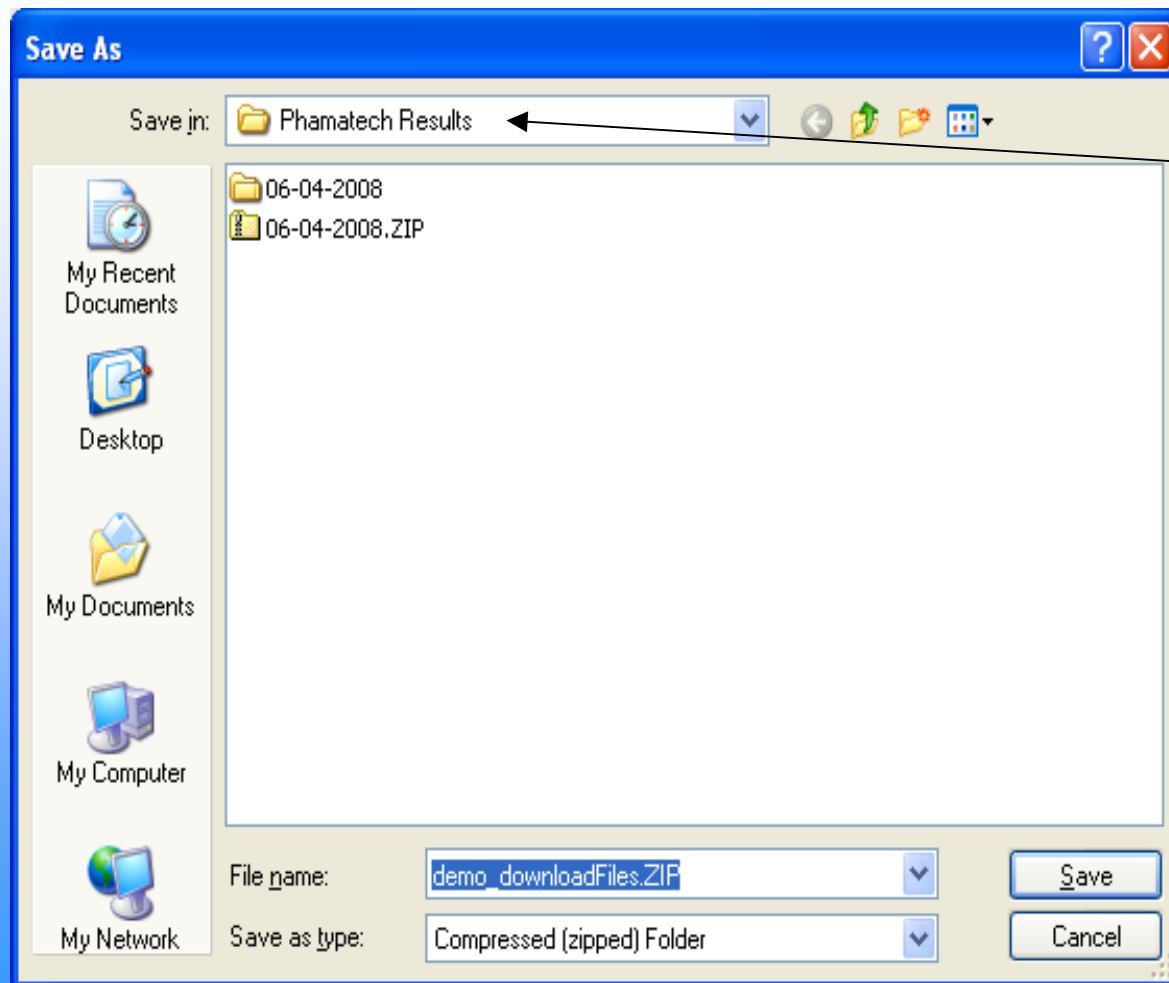 Save As
Save in:
Phamatech Results
06-04-2008
06-04-2008.ZIP
My Recent
Documents
Desktop
My Documents
My Computer
My Network
File name:
demo_downloadFiles.ZIP
Save
Save as type:
Compressed (zipped) Folder
Cancel